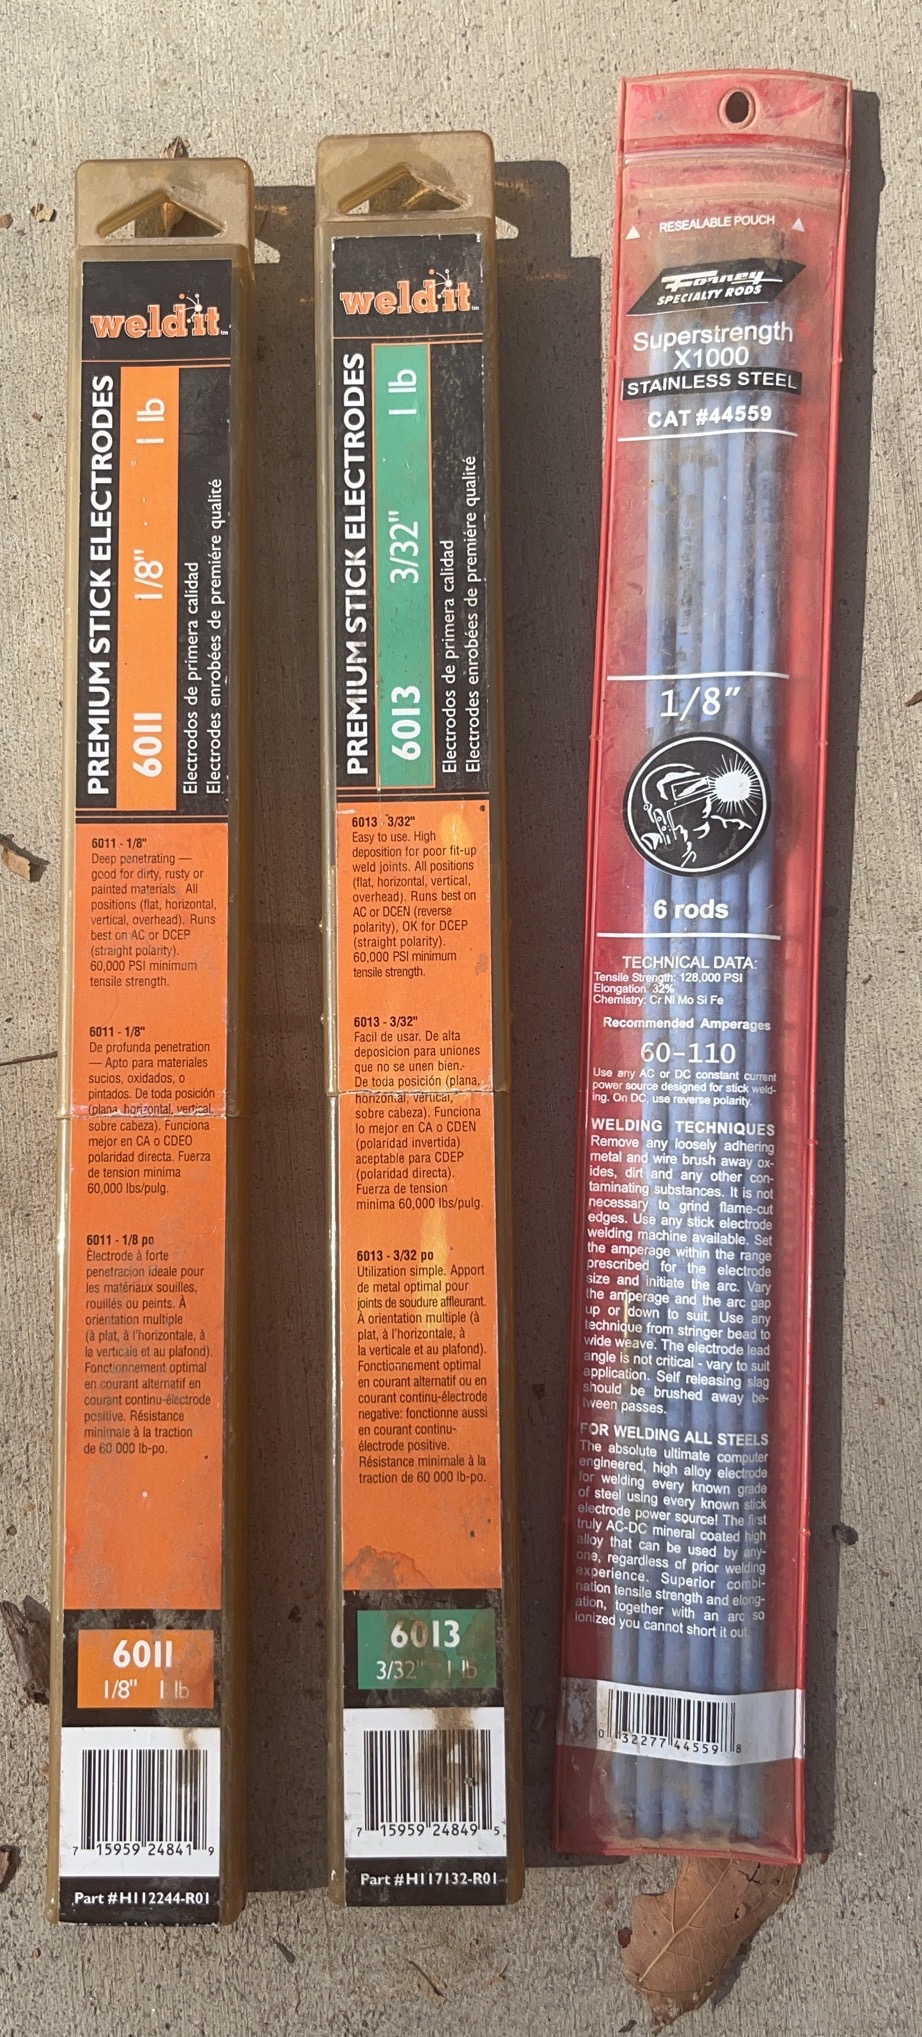 weld it™
PREMIUM STICK ELECTRODES
6011 1/8" 1 lb
Electrodos de primera calidad
Electrodes enrobées de premiére qualité
6011 - 1/8"
Deep penetrating —
good for dirty, rusty or
painted materials. All
positions (flat, horizontal,
vertical, overhead). Runs
best on AC or DCEP
(straight polarity).
60,000 PSI minimum
tensile strength.
6011 - 1/8"
De profunda penetration
— Apto para materiales
sucios, oxidados, o
pintados. De toda posición
(plana, horizontal, vertical,
sobre cabeza). Funciona
mejor en CA o CDEO
polaridad directa. Fuerza
de tension minima
60,000 lbs/pulg.
6011 - 1/8 po
Électrode à forte
penetracion ideale pour
les matériaux souilles,
rouillés ou peints. À
orientation multiple
(à plat, à l'horizontale, à
la verticale et au plafond).
Fonctionnement optimal
en courant alternatif en
courant continu-électrode
positive. Résistance
minimale à la traction
de 60 000 lb-po.
6011
1/8" 1 lb
7 15959 24841 9
Part #H112244-R01
weld it™
PREMIUM STICK ELECTRODES
6013 3/32" 1 lb
Electrodos de primera calidad
Electrodes enrobées de premiére qualité
6013 - 3/32"
Easy to use. High
deposition for poor fit-up
weld joints. All positions
(flat, horizontal, vertical,
overhead). Runs best on
AC or DCEN (reverse
polarity), OK for DCEP
(straight polarity).
60,000 PSI minimum
tensile strength.
6013 - 3/32"
Facil de usar. De alta
deposicion para uniones
que no se unen bien.
De toda posición (plana,
horizontal, vertical,
sobre cabeza). Funciona
lo mejor en CA o CDEN
(polaridad invertida)
aceptable para CDEP
(polaridad directa).
Fuerza de tension
minima 60,000 lbs/pulg.
6013 - 3/32 po
Utilization simple. Apport
de metal optimal pour
joints de soudure affleurant.
À orientation multiple (à
plat, à l'horizontale, à
la verticale et au plafond).
Fonctionnement optimal
en courant alternatif ou en
courant continu-électrode
negative: fonctionne aussi
en courant continu-
électrode positive.
Résistance minimale à la
traction de 60 000 lb-po.
6013
3/32" 1 lb
7 15959 24849 5
Part #H117132-R01
RESEALABLE POUCH
Forney
SPECIALTY RODS
Superstrength
X1000
STAINLESS STEEL
CAT #44559
1/8"
6 rods
TECHNICAL DATA:
Tensile Strength: 128,000 PSI
Elongation: 32%
Chemistry: Cr Ni Mo Si Fe
Recommended Amperages
60-110
Use any AC or DC constant current
power source designed for stick weld-
ing. On DC, use reverse polarity.
WELDING TECHNIQUES
Remove any loosely adhering
metal and wire brush away ox-
ides, dirt and any other con-
taminating substances. It is not
necessary to grind flame-cut
edges. Use any stick electrode
welding machine available. Set
the amperage within the range
prescribed for the electrode
size and initiate the arc. Vary
the amperage and the arc gap
up or down to suit. Use any
technique from stringer bead to
wide weave. The electrode lead
angle is not critical - vary to suit
application. Self releasing slag
should be brushed away be-
tween passes.
FOR WELDING ALL STEELS
The absolute ultimate computer
engineered, high alloy electrode
for welding every known grade
of steel using every known stick
electrode power source! The first
truly AC-DC mineral coated high
alloy that can be used by any-
one, regardless of prior welding
experience. Superior combi-
nation tensile strength and elong-
ation, together with an arc so
ionized you cannot short it out.
0 32277 44559 8